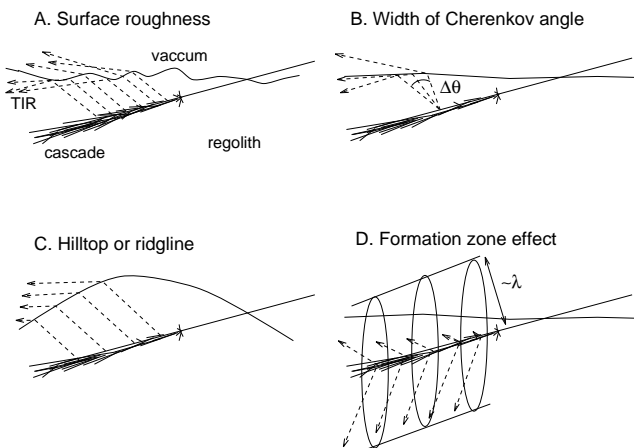 A. Surface roughness
vaccum
TIR
cascade
regolith
B. Width of Cherenkov angle
Δθ
C. Hilltop or ridgline
D. Formation zone effect
~λ